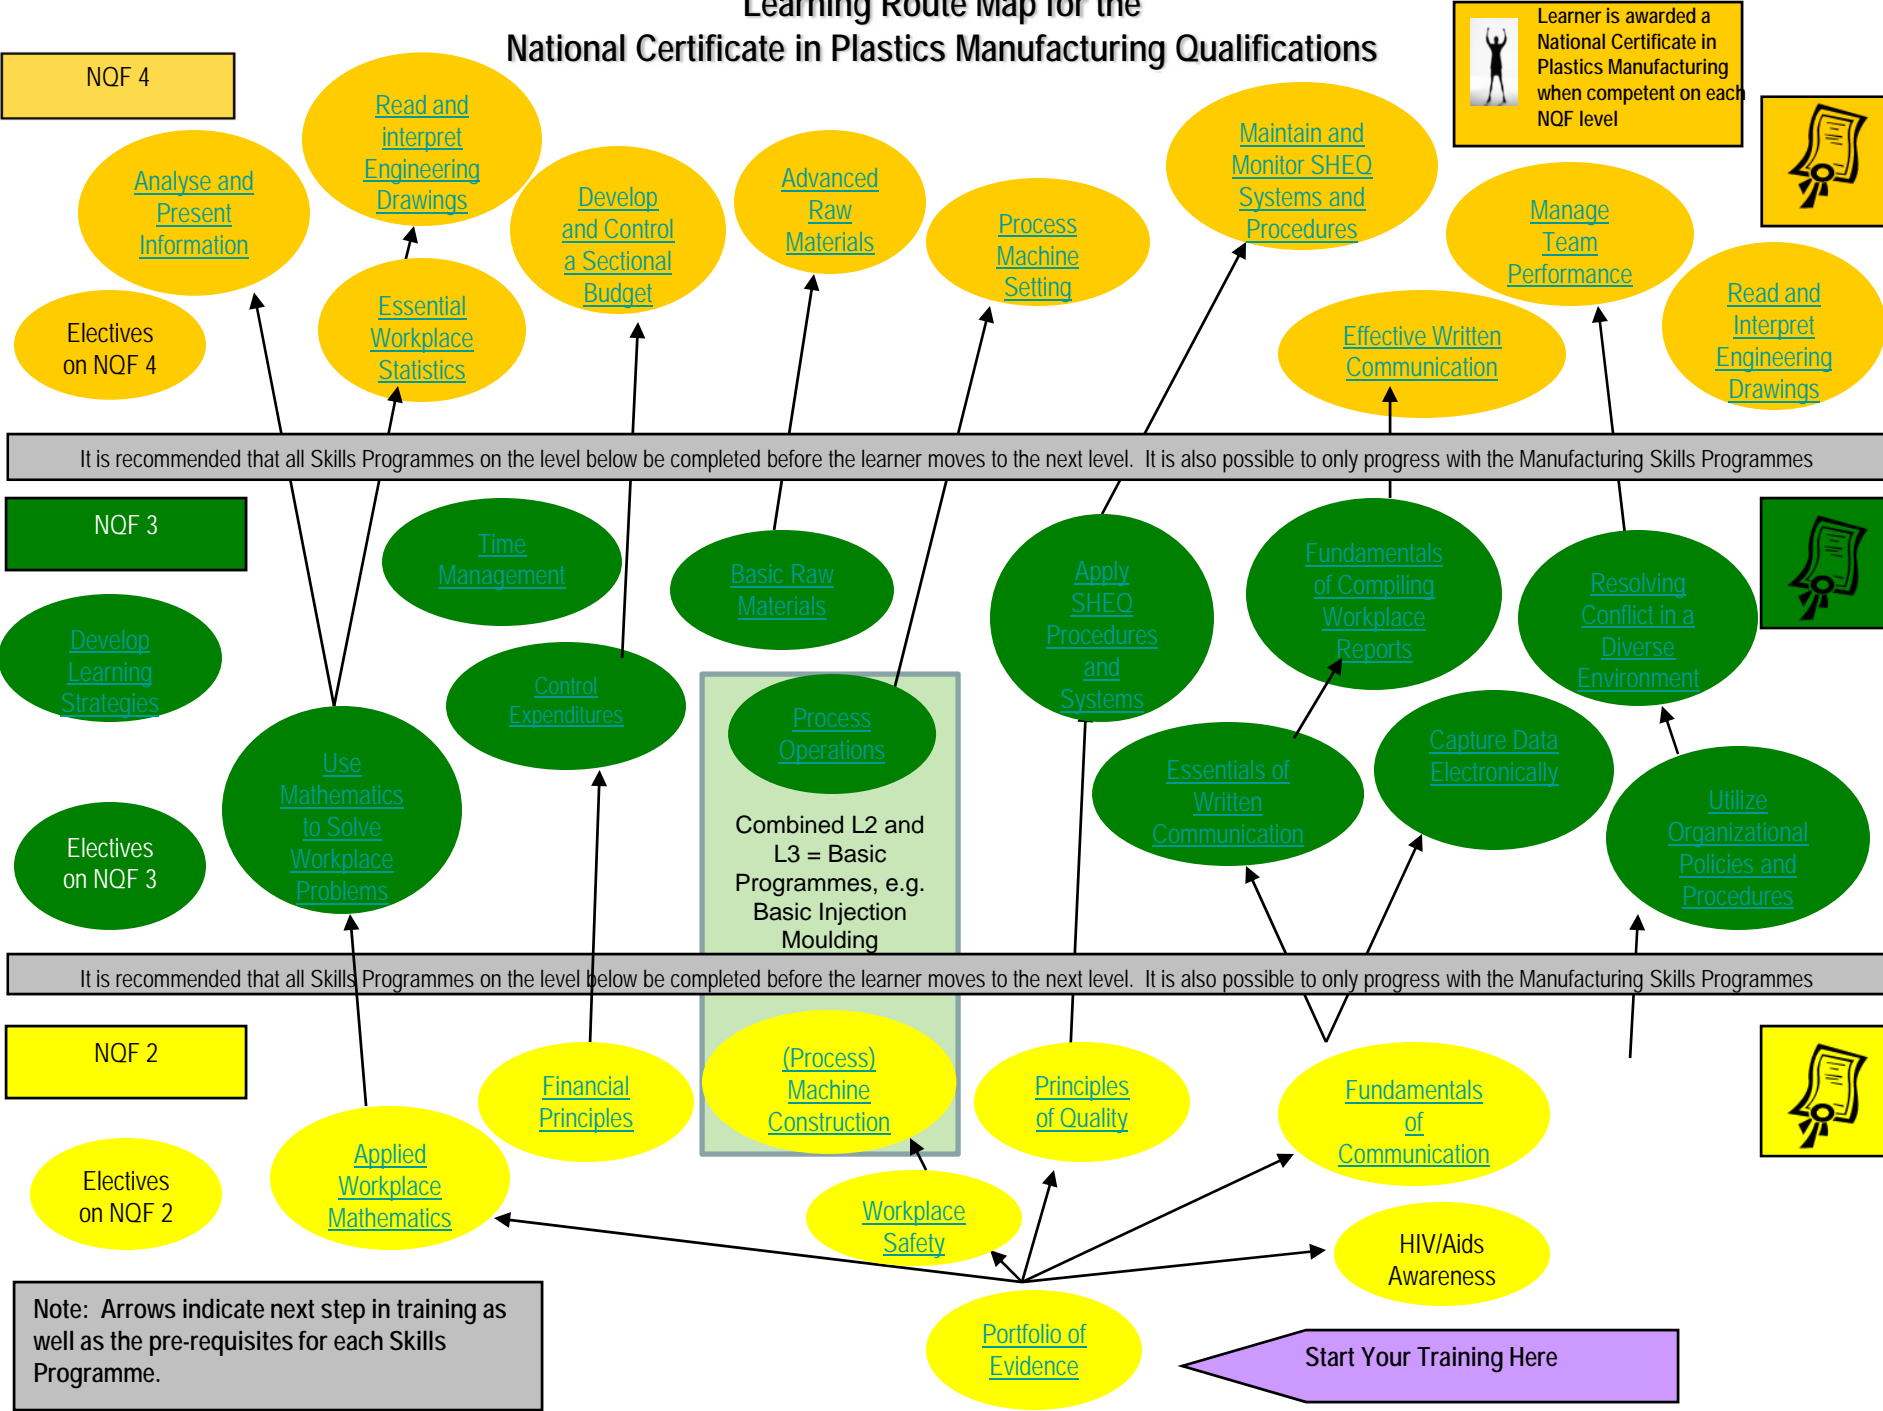 Learning Route Map for the
National Certificate in Plastics Manufacturing Qualifications
Learner is awarded a
National Certificate in
Plastics Manufacturing
when competent on each
NQF level
NQF 4
Analyse and
Present
Information
Read and
interpret
Engineering
Drawings
Develop
and Control
a Sectional
Budget
Advanced
Raw
Materials
Process
Machine
Setting
Maintain and
Monitor SHEQ
Systems and
Procedures
Manage
Team
Performance
Read and
Interpret
Engineering
Drawings
Electives
on NQF 4
Essential
Workplace
Statistics
Effective Written
Communication
It is recommended that all Skills Programmes on the level below be completed before the learner moves to the next level. It is also possible to only progress with the Manufacturing Skills Programmes
NQF 3
Time
Management
Basic Raw
Materials
Apply
SHEQ
Procedures
and
Systems
Fundamentals
of Compiling
Workplace
Reports
Resolving
Conflict in a
Diverse
Environment
Develop
Learning
Strategies
Control
Expenditures
Process
Operations
Use
Mathematics
to Solve
Workplace
Problems
Essentials of
Written
Communication
Capture Data
Electronically
Utilize
Organizational
Policies and
Procedures
Electives
on NQF 3
Combined L2 and
L3 = Basic
Programmes, e.g.
Basic Injection
Moulding
It is recommended that all Skills Programmes on the level below be completed before the learner moves to the next level. It is also possible to only progress with the Manufacturing Skills Programmes
NQF 2
Financial
Principles
(Process)
Machine
Construction
Principles
of Quality
Fundamentals
of
Communication
Electives
on NQF 2
Applied
Workplace
Mathematics
Workplace
Safety
HIV/Aids
Awareness
Note: Arrows indicate next step in training as
well as the pre-requisites for each Skills
Programme.
Portfolio of
Evidence
Start Your Training Here